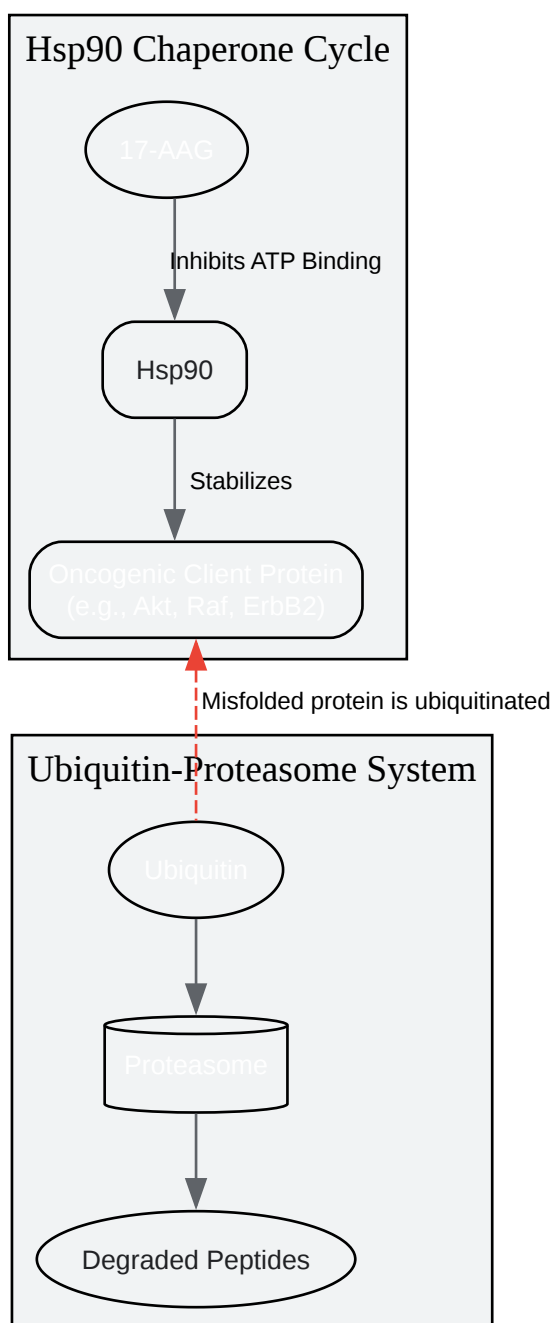 Hsp90 Chaperone Cycle
17-AAG
Inhibits ATP Binding
Hsp90
Stabilizes
Oncogenic Client Protein
(e.g., Akt, Raf, ErbB2)
Misfolded protein is ubiquitinated
Ubiquitin-Proteasome System
Ubiquitin
Proteasome
Degraded Peptides